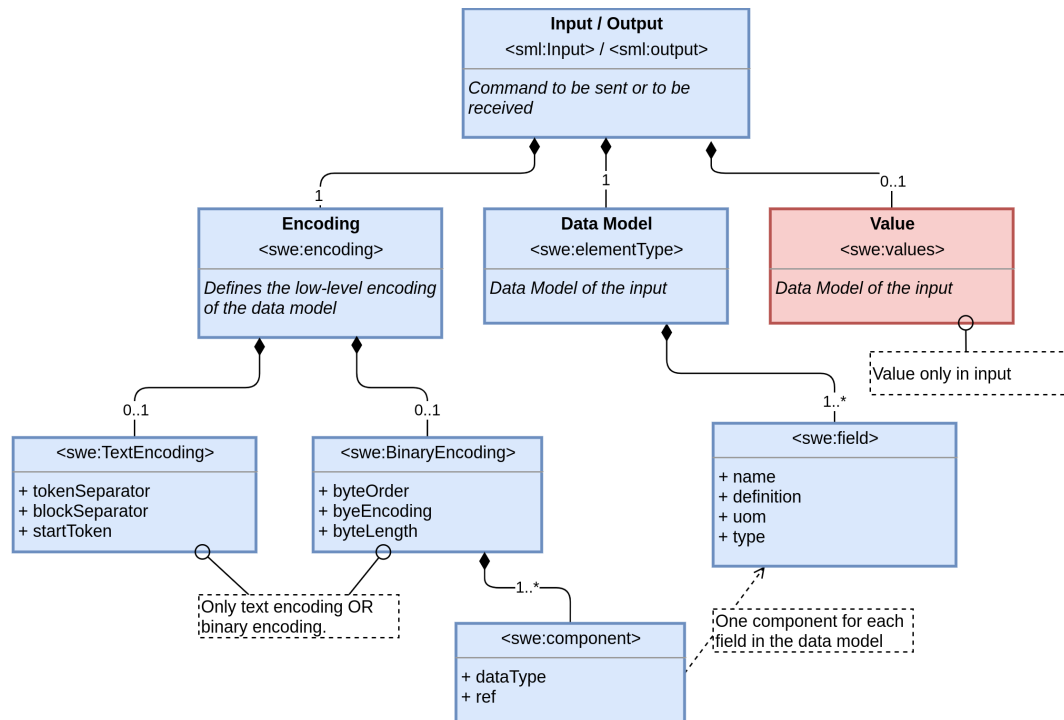 Input / Output
<sml:Input> / <sml:output>
Command to be sent or to be
received
1
1
0..1
Encoding
<swe:encoding>
Defines the low-level encoding
of the data model
Data Model
<swe:elementType>
Data Model of the input
Value
<swe:values>
Data Model of the input
Value only in input
0..1
0..1
1..*
<swe:TextEncoding>
+ tokenSeparator
+ blockSeparator
+ startToken
<swe:BinaryEncoding>
+ byteOrder
+ byeEncoding
+ byteLength
<swe:field>
+ name
+ definition
+ uom
+ type
Only text encoding OR
binary encoding.
1..*
One component for each
field in the data model
<swe:component>
+ dataType
+ ref